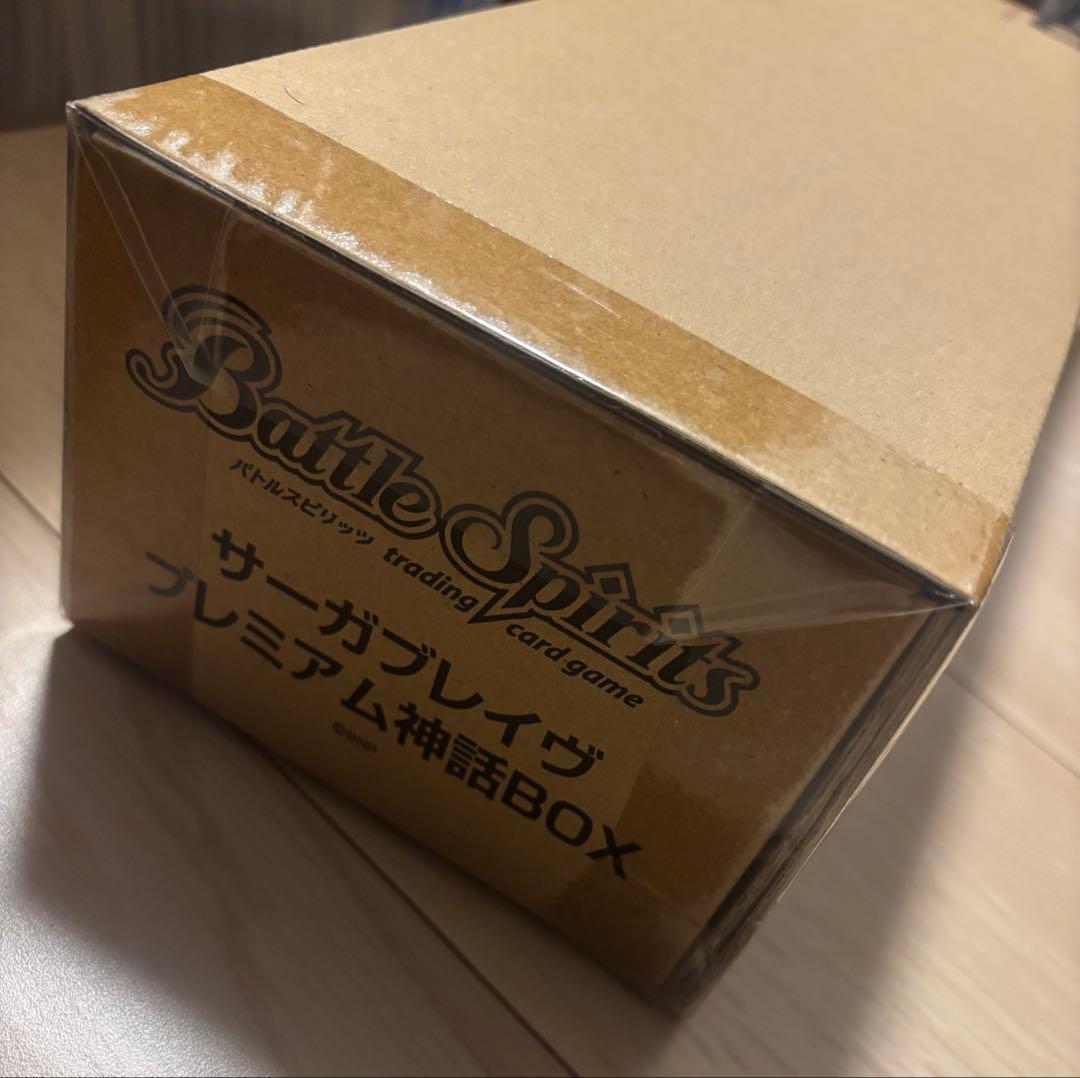 Battle Spirits
バトルスピリッツ trading card game
サーガブレイヴ
プレミアム神話BOX
©BNP